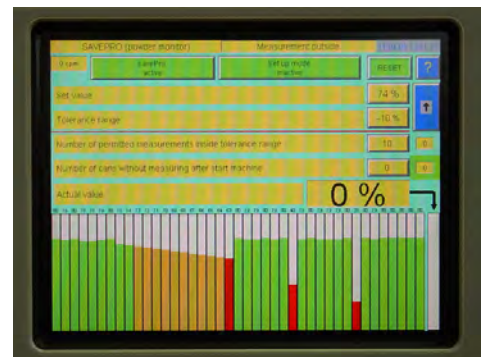 SAVEPRO (powder monitor) Measurement outside
0 rpm SavePro active Set up mode inactive RESET ?
Set value 74 %
Tolerance range -10 %
Number of permitted measurements inside tolerance range 10 0
Number of cans without measuring after start machine 0 0
Actual value 0 %